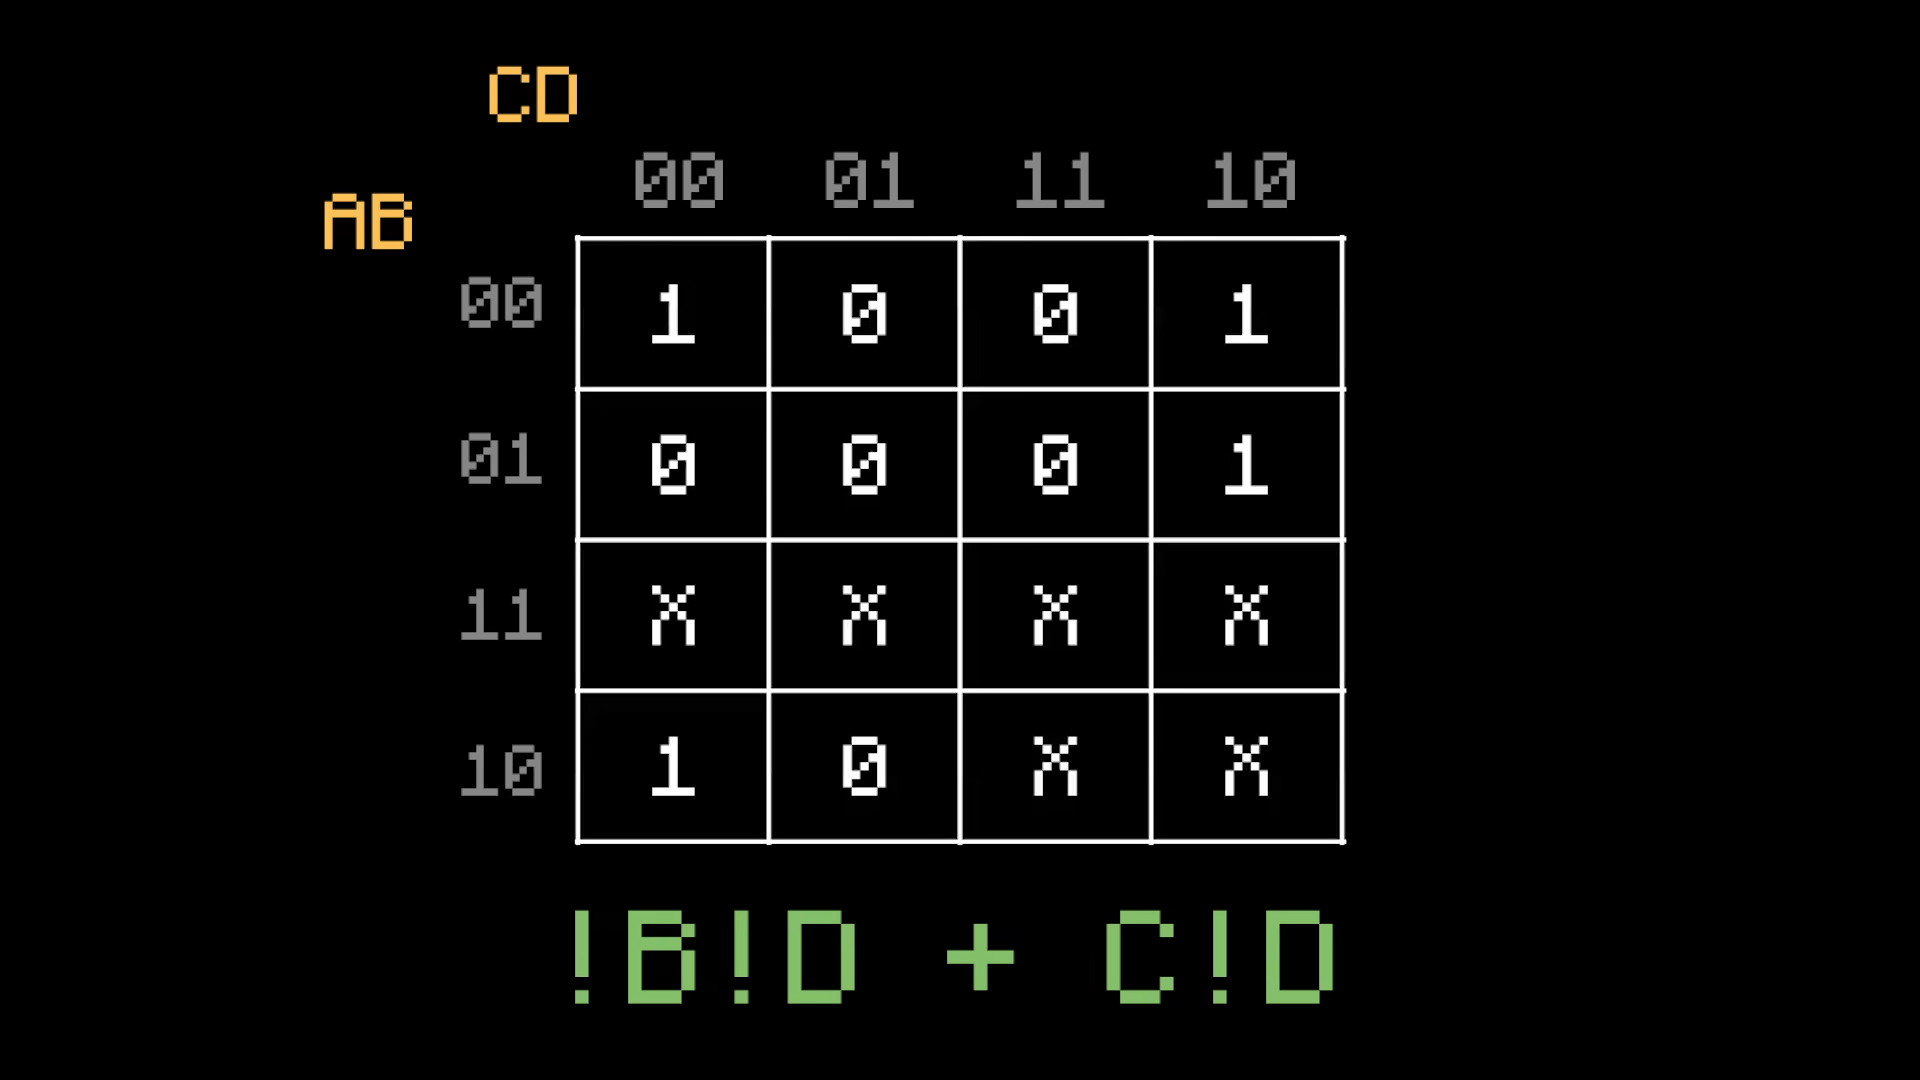 CD
00 01 11 10
AB
00 1 0 0 1
01 0 0 0 1
11 X X X X
10 1 0 X X
!B!D + C!D